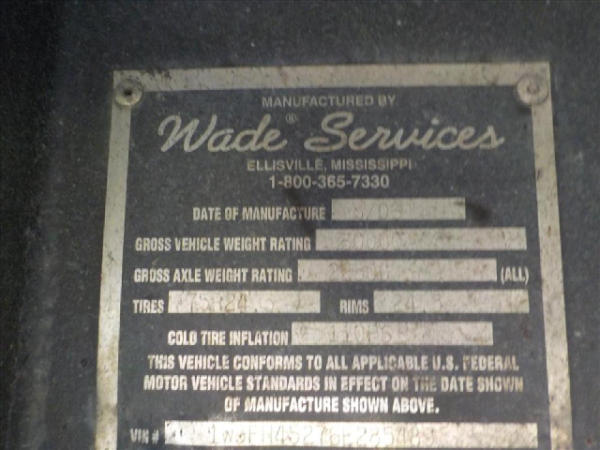 MANUFACTURED BY
Wade® Services
ELLISVILLE, MISSISSIPPI
1-800-365-7330
DATE OF MANUFACTURE
GROSS VEHICLE WEIGHT RATING
GROSS AXLE WEIGHT RATING (ALL)
TIRES RIMS
COLD TIRE INFLATION
THIS VEHICLE CONFORMS TO ALL APPLICABLE U.S. FEDERAL
MOTOR VEHICLE STANDARDS IN EFFECT ON THE DATE SHOWN
OF MANUFACTURE SHOWN ABOVE.
VIN #